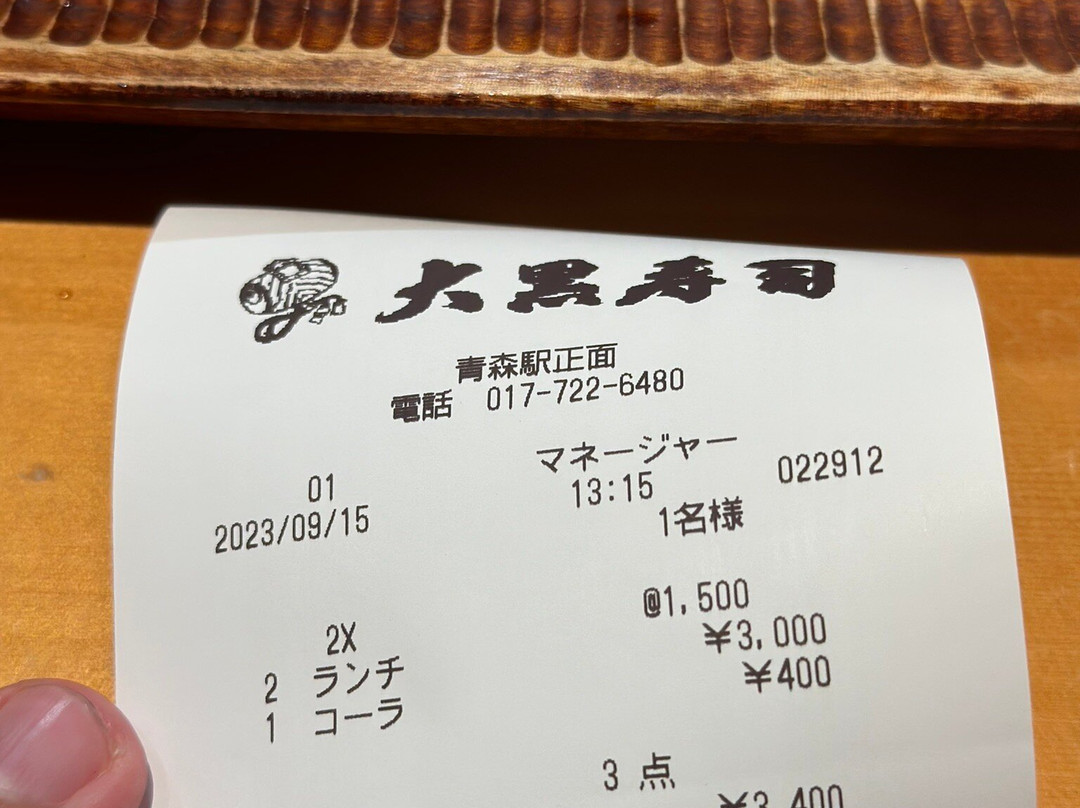 大黒寿司
青森駅正面
電話 017-722-6480
マネージャー
01 13:15 022912
2023/09/15 1名様
2X @1,500
2 ランチ ¥3,000
1 コーラ ¥400
3 点
¥3,400